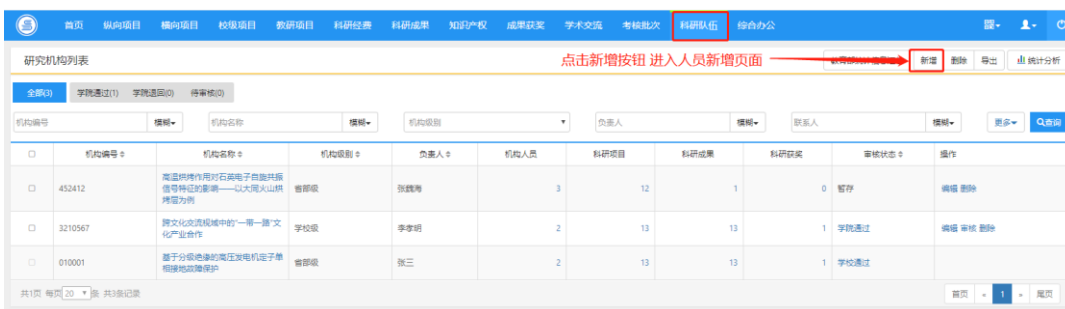 首页 纵向项目 横向项目 校级项目 教研项目 科研经费 科研成果 知识产权 成果获奖 学术交流 考核批次 科研队伍 综合办公
研究机构列表 点击新增按钮 进入人员新增页面 新增 删除 导出 统计分析
全部(3) 学院通过(1) 学院退回(0) 待审核(0)
机构编号 模糊 机构名称 模糊 机构级别 负责人 模糊 联系人 模糊 更多 查询
机构编号 机构名称 机构级别 负责人 机构人员 科研项目 科研成果 科研获奖 审核状态 操作
高温烘烤作用对石英电子自旋共振
452412 信号特征的影响——以大同火山烘 省部级 张巍海 3 12 1 0 暂存 编辑 删除
烤层为例
3210567 跨文化交流视域中的“一带一路”文 学校级 李孝明 2 13 13 1 学院通过 编辑 审核 删除
化产业合作
010001 基于分级绝缘的高压发电机定子单 省部级 张三 2 13 13 1 学校通过
相接地故障保护
共1页 每页 20 条 共3条记录 首页 « 1 » 尾页